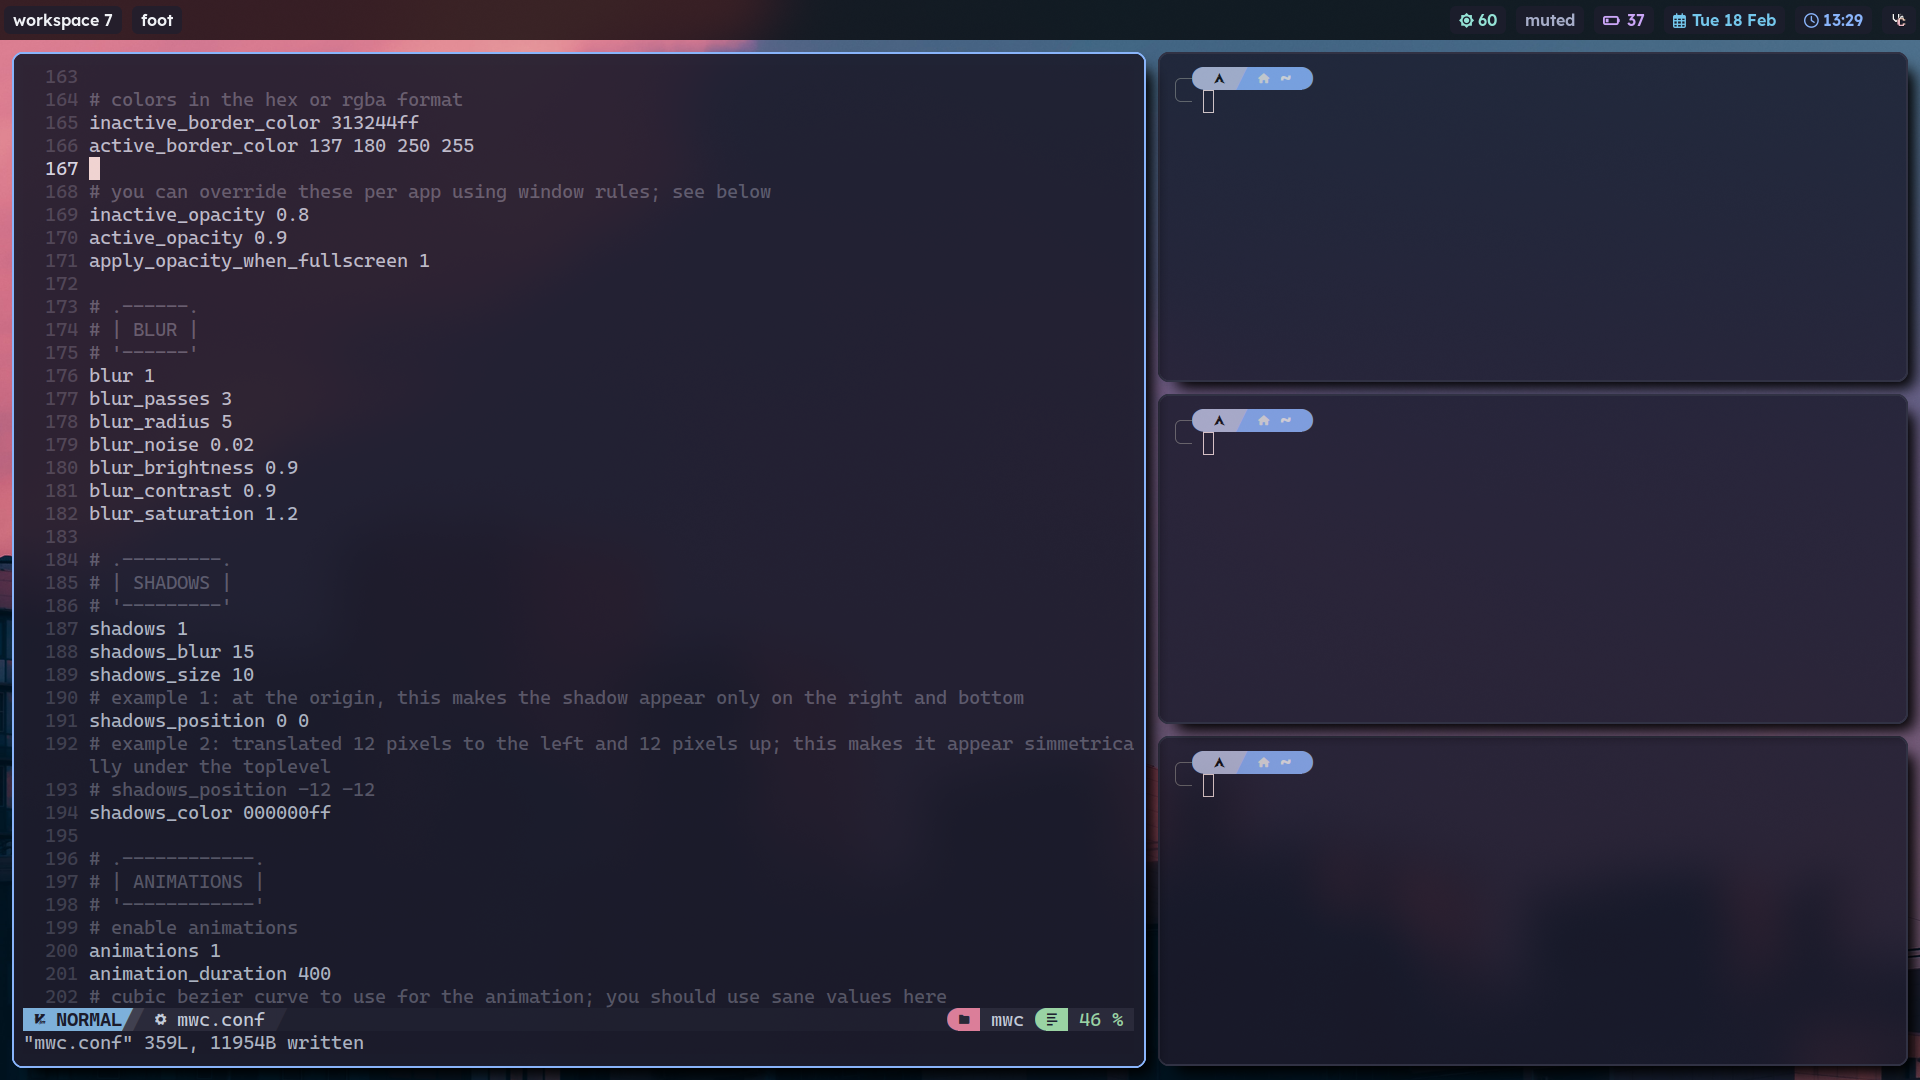 workspace 7 foot 60 muted 37 Tue 18 Feb 13:29
163
164 # colors in the hex or rgba format
165 inactive_border_color 313244ff
166 active_border_color 137 180 250 255
167
168 # you can override these per app using window rules; see below
169 inactive_opacity 0.8
170 active_opacity 0.9
171 apply_opacity_when_fullscreen 1
172
173 # .------.
174 # | BLUR |
175 # '------'
176 blur 1
177 blur_passes 3
178 blur_radius 5
179 blur_noise 0.02
180 blur_brightness 0.9
181 blur_contrast 0.9
182 blur_saturation 1.2
183
184 # .---------.
185 # | SHADOWS |
186 # '---------'
187 shadows 1
188 shadows_blur 15
189 shadows_size 10
190 # example 1: at the origin, this makes the shadow appear only on the right and bottom
191 shadows_position 0 0
192 # example 2: translated 12 pixels to the left and 12 pixels up; this makes it appear simmetrica
lly under the toplevel
193 # shadows_position -12 -12
194 shadows_color 000000ff
195
196 # .------------.
197 # | ANIMATIONS |
198 # '------------'
199 # enable animations
200 animations 1
201 animation_duration 400
202 # cubic bezier curve to use for the animation; you should use sane values here
NORMAL mwc.conf mwc 46 %
"mwc.conf" 359L, 11954B written
~
~
~